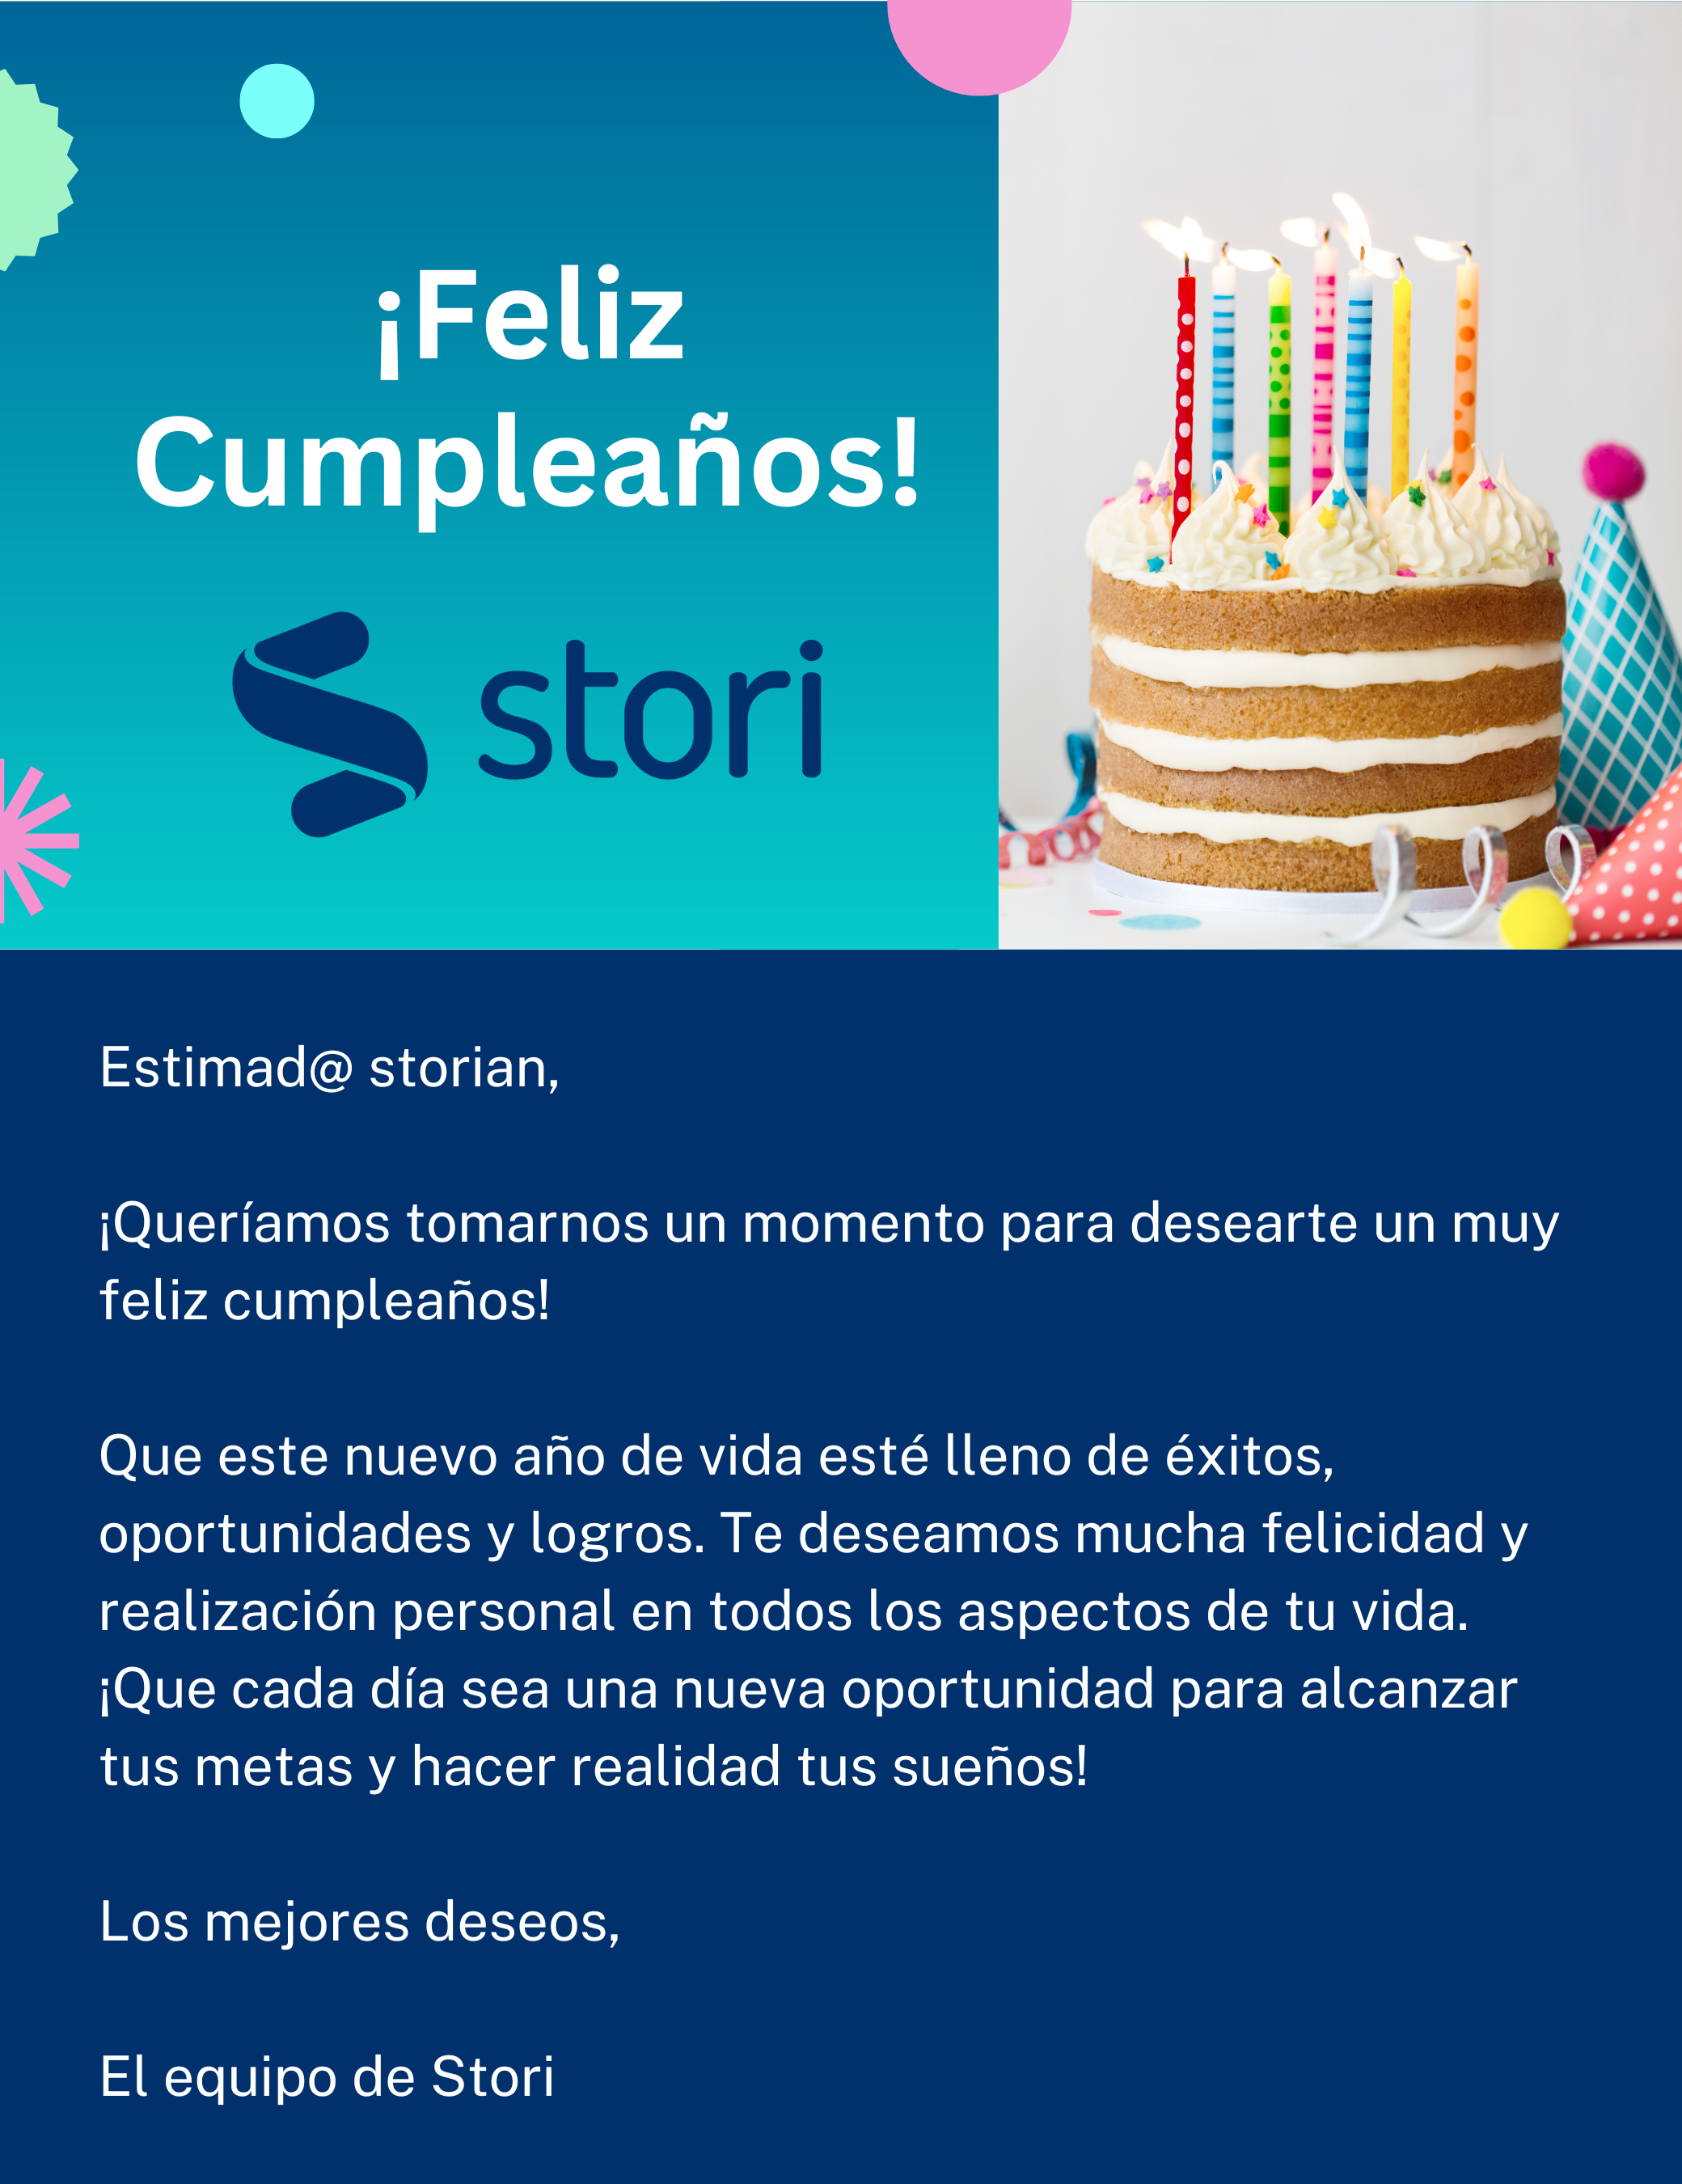 ¡Feliz
Cumpleaños!
stori
Estimad@ storian,
¡Queríamos tomarnos un momento para desearte un muy
feliz cumpleaños!
Que este nuevo año de vida esté lleno de éxitos,
oportunidades y logros. Te deseamos mucha felicidad y
realización personal en todos los aspectos de tu vida.
¡Que cada día sea una nueva oportunidad para alcanzar
tus metas y hacer realidad tus sueños!
Los mejores deseos,
El equipo de Stori